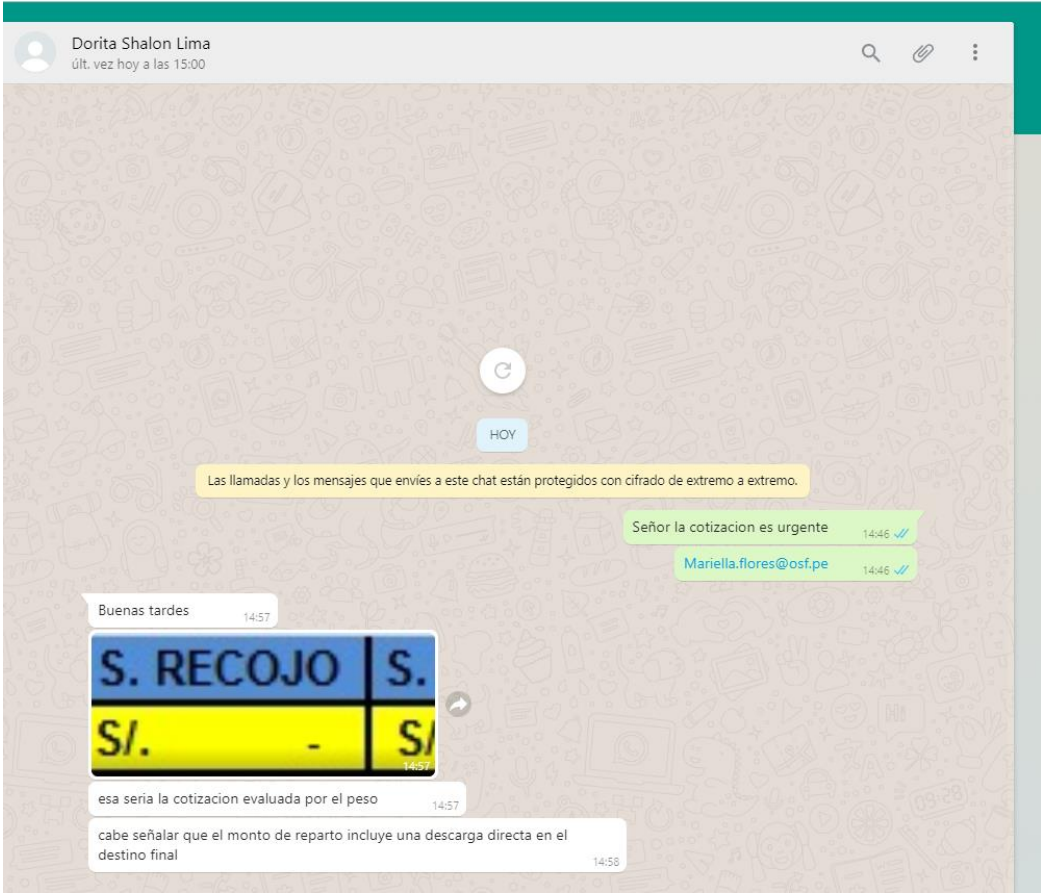 Dorita Shalon Lima
últ. vez hoy a las 15:00
HOY
Las llamadas y los mensajes que envíes a este chat están protegidos con cifrado de extremo a extremo.
Señor la cotizacion es urgente 14:46
Mariella.flores@osf.pe 14:46
Buenas tardes 14:57
S. RECOJO S.
S/. - S/
14:57
esa seria la cotizacion evaluada por el peso 14:57
cabe señalar que el monto de reparto incluye una descarga directa en el
destino final 14:58